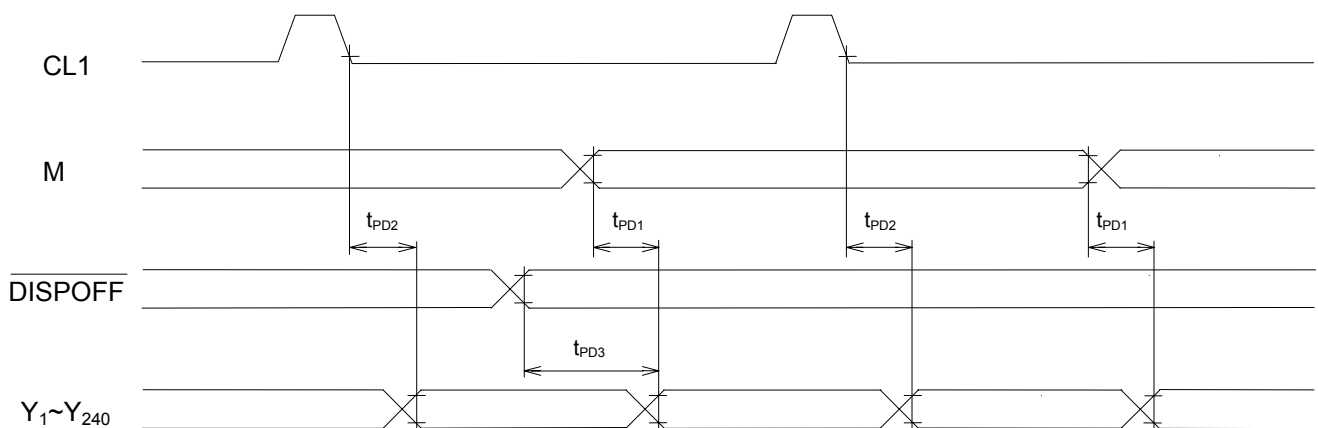 CL1
M
tPD2 tPD1 tPD2 tPD1
DISPOFF
tPD3
Y1~Y240